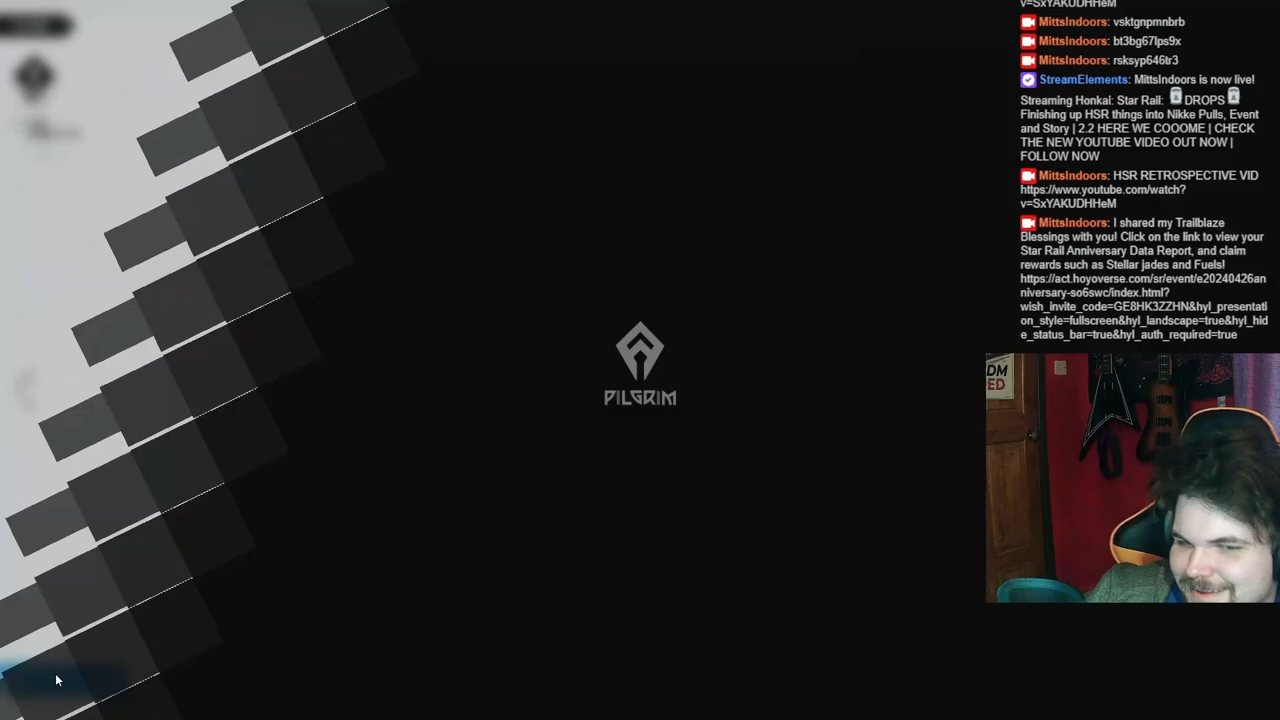 v=SxYAKUDHHeM
MittsIndoors: vsktgnpmnbrb
MittsIndoors: bt3bg67lps9x
MittsIndoors: rsksyp646tr3
StreamElements: MittsIndoors is now live!
Streaming Honkai: Star Rail: DROPS
Finishing up HSR things into Nikke Pulls, Event
and Story | 2.2 HERE WE COOOME | CHECK
THE NEW YOUTUBE VIDEO OUT NOW |
FOLLOW NOW
MittsIndoors: HSR RETROSPECTIVE VID
https://www.youtube.com/watch?
v=SxYAKUDHHeM
MittsIndoors: I shared my Trailblaze
Blessings with you! Click on the link to view your
Star Rail Anniversary Data Report, and claim
rewards such as Stellar jades and Fuels!
https://act.hoyoverse.com/sr/event/e20240426an
niversary-so6swc/index.html?
wish_invite_code=GE8HK3ZZHN&hyl_presentati
on_style=fullscreen&hyl_landscape=true&hyl_hid
e_status_bar=true&hyl_auth_required=true
PILGRIM
DM
ED